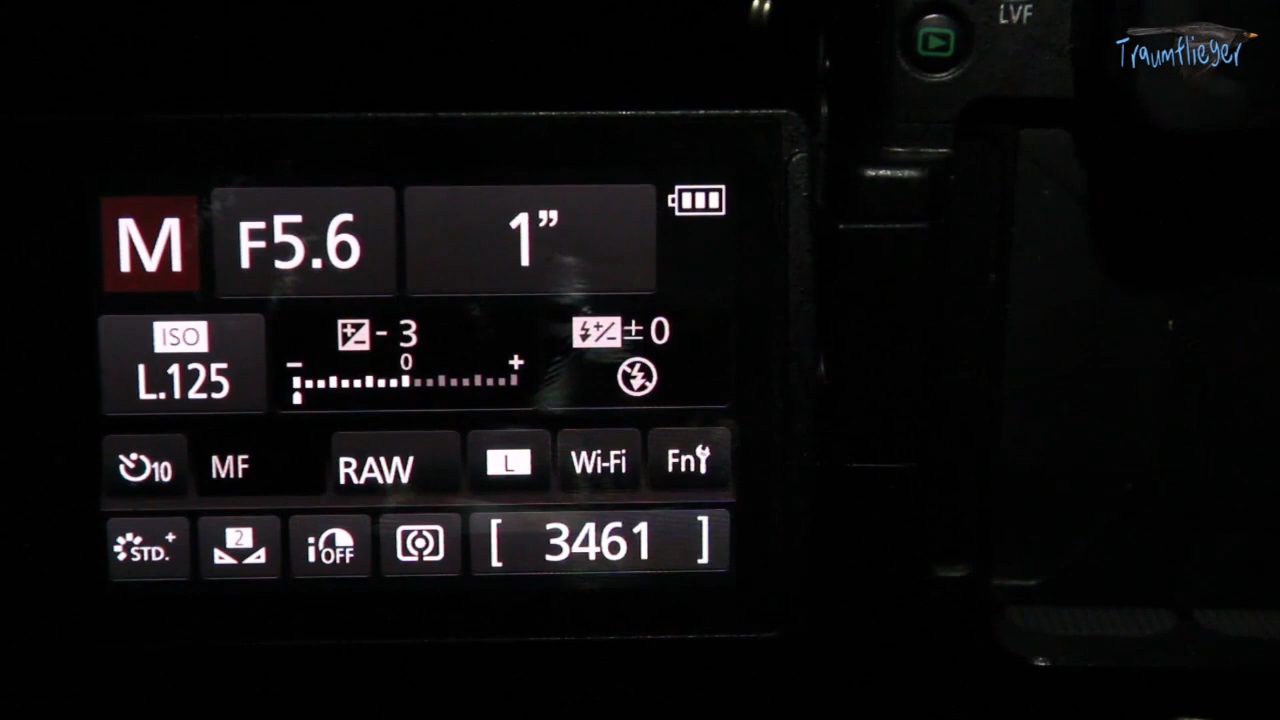 LVF
Traumflieger
M F5.6 1”
ISO - 3 ±0
L.125 - 0 +
10 MF RAW L Wi-Fi Fn
STD.+ 2 i OFF [ 3461 ]